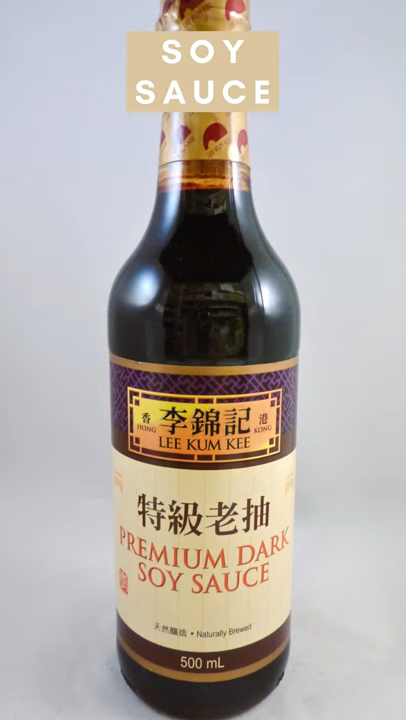 SOY
SAUCE
香 李錦記 港
HONG KONG
LEE KUM KEE
特級老抽
PREMIUM DARK
SOY SAUCE
天然釀造 • Naturally Brewed
500 mL